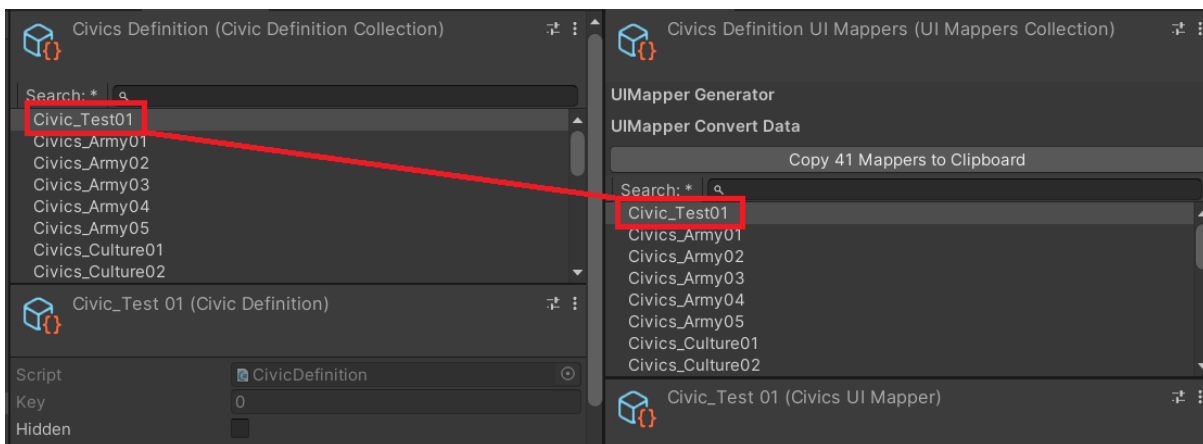 Civics Definition (Civic Definition Collection)
Search: *
Civic_Test01
Civics_Army01
Civics_Army02
Civics_Army03
Civics_Army04
Civics_Army05
Civics_Culture01
Civics_Culture02
Civic_Test 01 (Civic Definition)
Script CivicDefinition
Key 0
Hidden
Civics Definition UI Mappers (UI Mappers Collection)
UIMapper Generator
UIMapper Convert Data
Copy 41 Mappers to Clipboard
Search: *
Civic_Test01
Civics_Army01
Civics_Army02
Civics_Army03
Civics_Army04
Civics_Army05
Civics_Culture01
Civics_Culture02
Civic_Test 01 (Civics UI Mapper)